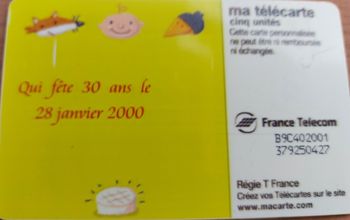 ma télécarte
cinq unités
Cette carte personnalisée
ne peut être ni remboursée
ni échangée.
Qui fête 30 ans le
28 janvier 2000
France Telecom
B9C402001
379250427
Régie T France
Créez vos Télécartes sur le site
www.macarte.com